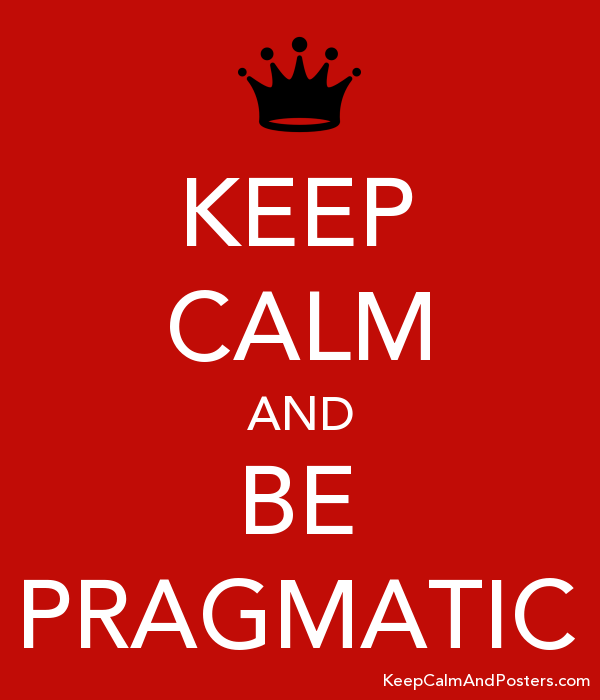 KEEP
CALM
AND
BE
PRAGMATIC
KeepCalmAndPosters.com